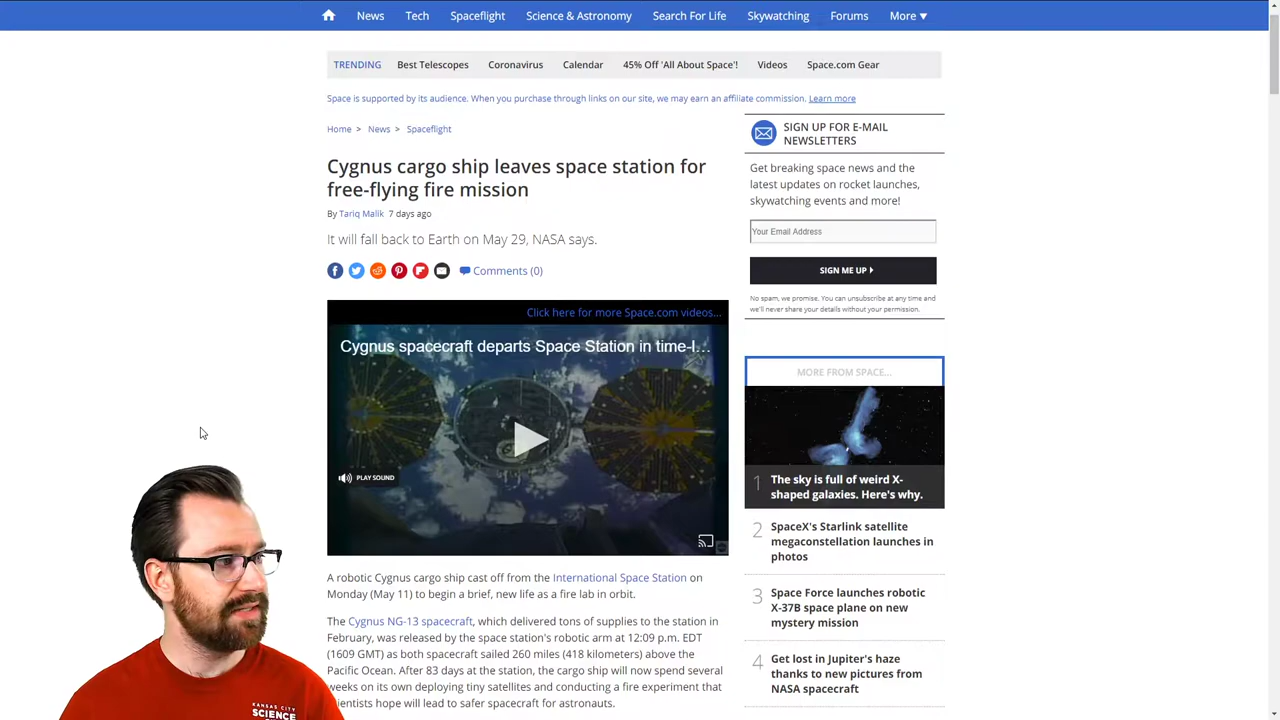 News Tech Spaceflight Science & Astronomy Search For Life Skywatching Forums More ▼
TRENDING Best Telescopes Coronavirus Calendar 45% Off 'All About Space'! Videos Space.com Gear
Space is supported by its audience. When you purchase through links on our site, we may earn an affiliate commission. Learn more
Home > News > Spaceflight
Cygnus cargo ship leaves space station for
free-flying fire mission
By Tariq Malik 7 days ago
It will fall back to Earth on May 29, NASA says.
Comments (0)
Click here for more Space.com videos...
Cygnus spacecraft departs Space Station in time-l...
PLAY SOUND
A robotic Cygnus cargo ship cast off from the International Space Station on
Monday (May 11) to begin a brief, new life as a fire lab in orbit.
The Cygnus NG-13 spacecraft, which delivered tons of supplies to the station in
February, was released by the space station's robotic arm at 12:09 p.m. EDT
(1609 GMT) as both spacecraft sailed 260 miles (418 kilometers) above the
Pacific Ocean. After 83 days at the station, the cargo ship will now spend several
weeks on its own deploying tiny satellites and conducting a fire experiment that
scientists hope will lead to safer spacecraft for astronauts.
SIGN UP FOR E-MAIL
NEWSLETTERS
Get breaking space news and the
latest updates on rocket launches,
skywatching events and more!
Your Email Address
SIGN ME UP
No spam, we promise. You can unsubscribe at any time and
we'll never share your details without your permission.
MORE FROM SPACE...
1 The sky is full of weird X-
shaped galaxies. Here's why.
2 SpaceX's Starlink satellite
megaconstellation launches in
photos
3 Space Force launches robotic
X-37B space plane on new
mystery mission
4 Get lost in Jupiter's haze
thanks to new pictures from
NASA spacecraft
KANSAS CITY
SCIENCE